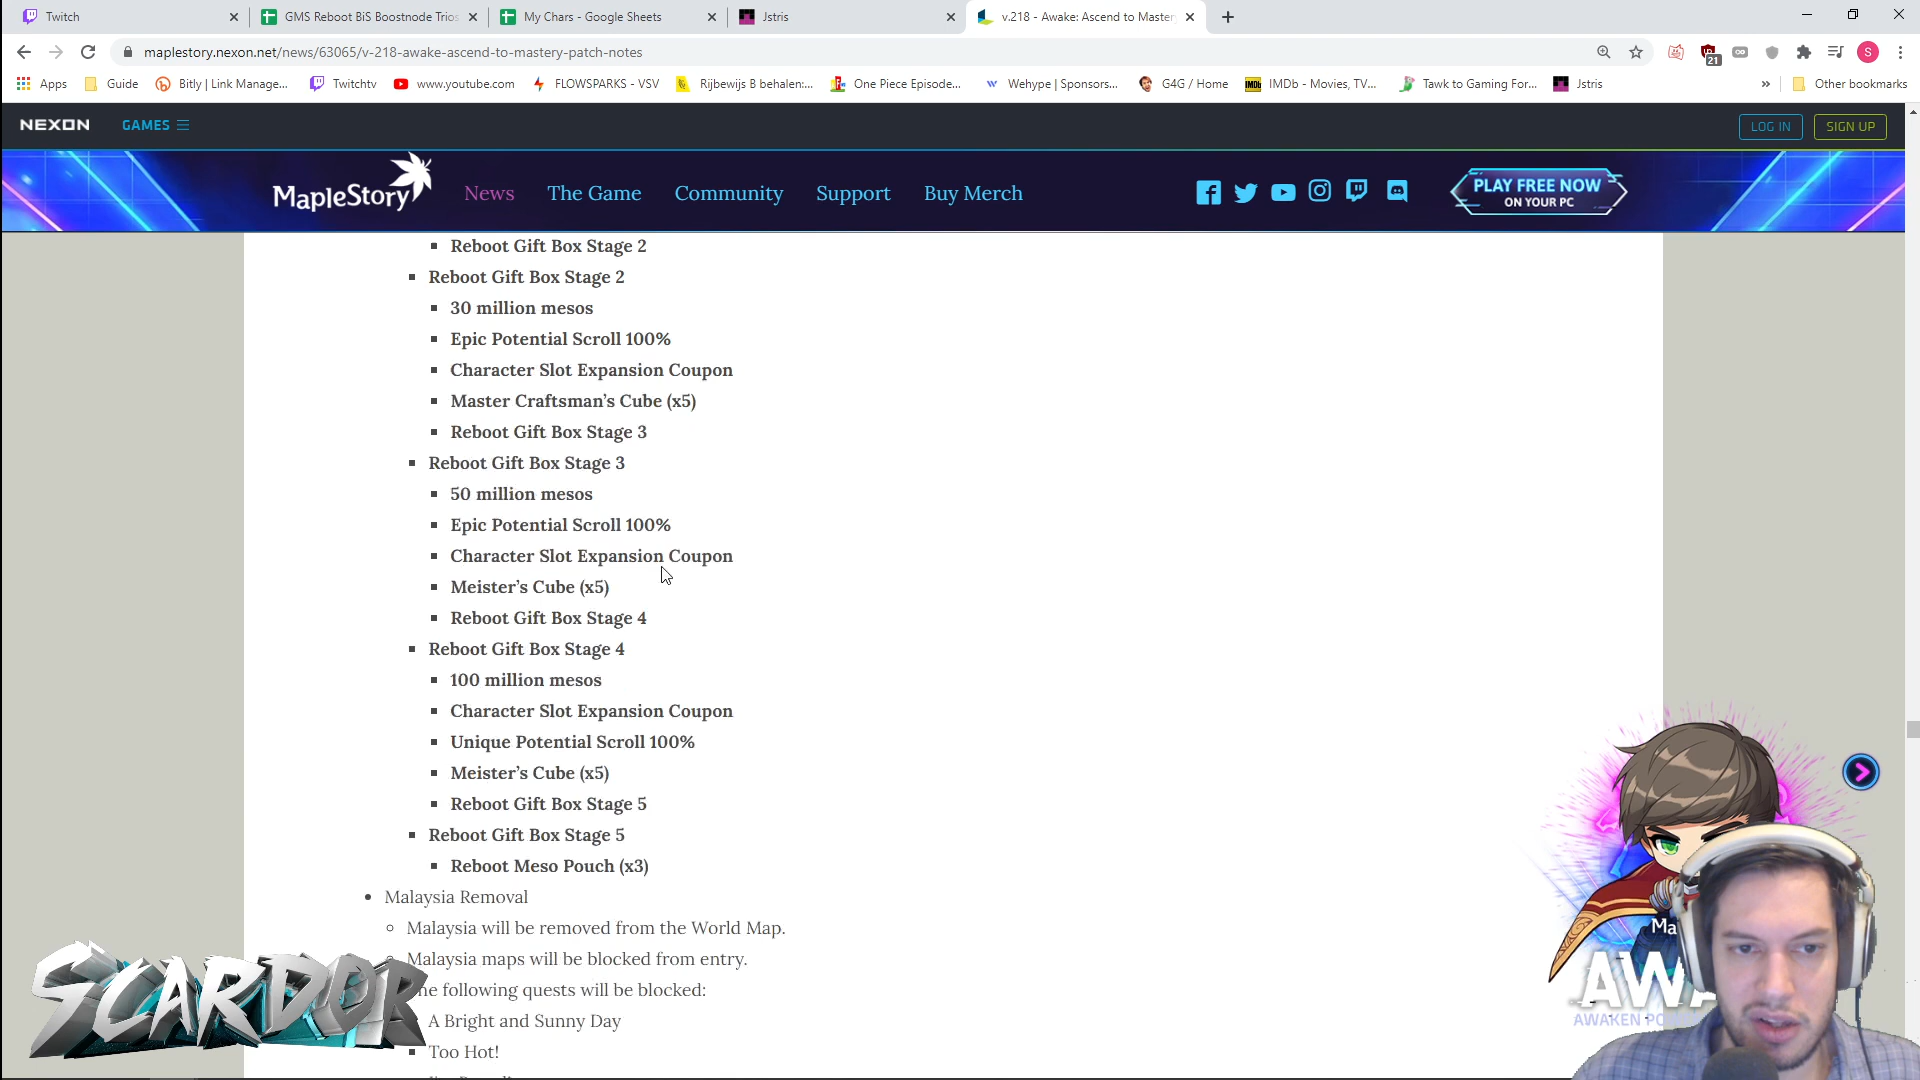 Twitch
GMS Reboot BiS Boostnode Trios
My Chars - Google Sheets
Jstris
v.218 - Awake: Ascend to Master
maplestory.nexon.net/news/63065/v-218-awake-ascend-to-mastery-patch-notes
21
S
Apps
Guide
Bitly | Link Manage...
Twitchtv
www.youtube.com
FLOWSPARKS - VSV
Rijbewijs B behalen:...
One Piece Episode...
Wehype | Sponsors...
G4G / Home
IMDb - Movies, TV...
Tawk to Gaming For...
Jstris
»
Other bookmarks
NEXON
GAMES
LOG IN
SIGN UP
MapleStory
News
The Game
Community
Support
Buy Merch
PLAY FREE NOW
ON YOUR PC
Reboot Gift Box Stage 2
Reboot Gift Box Stage 2
30 million mesos
Epic Potential Scroll 100%
Character Slot Expansion Coupon
Master Craftsman’s Cube (x5)
Reboot Gift Box Stage 3
Reboot Gift Box Stage 3
50 million mesos
Epic Potential Scroll 100%
Character Slot Expansion Coupon
Meister’s Cube (x5)
Reboot Gift Box Stage 4
Reboot Gift Box Stage 4
100 million mesos
Character Slot Expansion Coupon
Unique Potential Scroll 100%
Meister’s Cube (x5)
Reboot Gift Box Stage 5
Reboot Gift Box Stage 5
Reboot Meso Pouch (x3)
Malaysia Removal
Malaysia will be removed from the World Map.
Malaysia maps will be blocked from entry.
he following quests will be blocked:
A Bright and Sunny Day
Too Hot!
SCARDOR
Ma
AWA
AWAKEN PO